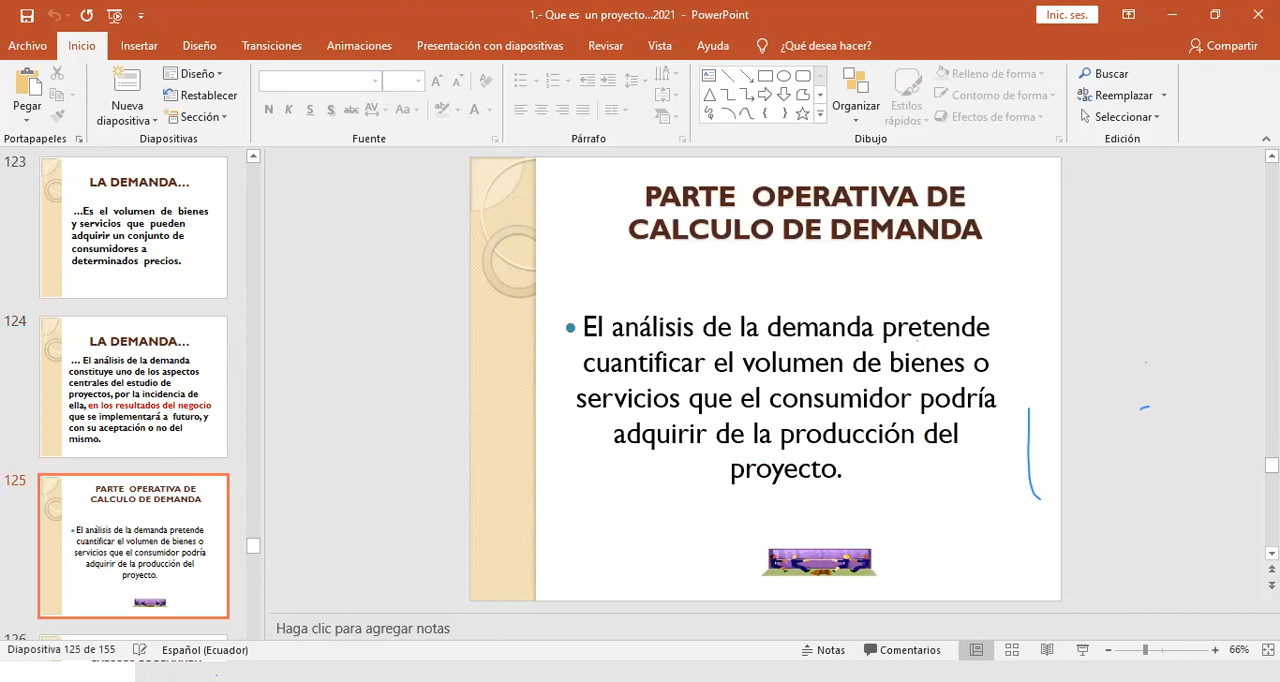 1.- Que es  un proyecto...2021  -  PowerPoint
Inic. ses.
Archivo
Inicio
Insertar
Diseño
Transiciones
Animaciones
Presentación con diapositivas
Revisar
Vista
Ayuda
¿Qué desea hacer?
Compartir
Pegar
Nueva
diapositiva
Diseño
Restablecer
Sección
N K S S abc AV Aa A
Organizar
Estilos
rápidos
Relleno de forma
Contorno de forma
Efectos de forma
Buscar
Reemplazar
Seleccionar
Portapapeles
Diapositivas
Fuente
Párrafo
Dibujo
Edición
123
LA DEMANDA...
...Es el volumen de bienes
y servicios que pueden
adquirir un conjunto de
consumidores a
determinados precios.
124
LA DEMANDA...
... El análisis de la demanda
constituye uno de los aspectos
centrales del estudio de
proyectos, por la incidencia de
ella, en los resultados del negocio
que se implementará a futuro, y
con su aceptación o no del
mismo.
125
PARTE OPERATIVA DE
CALCULO DE DEMANDA
• El análisis de la demanda pretende
cuantificar el volumen de bienes o
servicios que el consumidor podría
adquirir de la producción del
proyecto.
126
PARTE OPERATIVA DE
CALCULO DE DEMANDA
• El análisis de la demanda pretende
cuantificar el volumen de bienes o
servicios que el consumidor podría
adquirir de la producción del
proyecto.
Haga clic para agregar notas
Diapositiva 125 de 155
Español (Ecuador)
Notas
Comentarios
66%